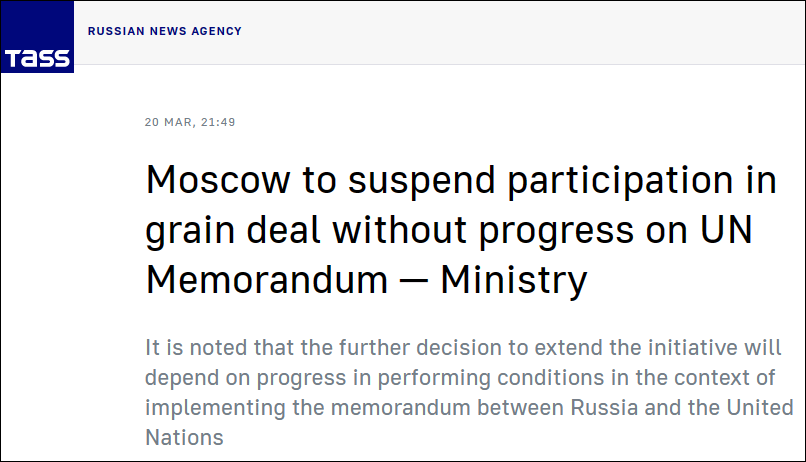 TASS
RUSSIAN NEWS AGENCY
20 MAR, 21:49
Moscow to suspend participation in
grain deal without progress on UN
Memorandum — Ministry
It is noted that the further decision to extend the initiative will
depend on progress in performing conditions in the context of
implementing the memorandum between Russia and the United
Nations